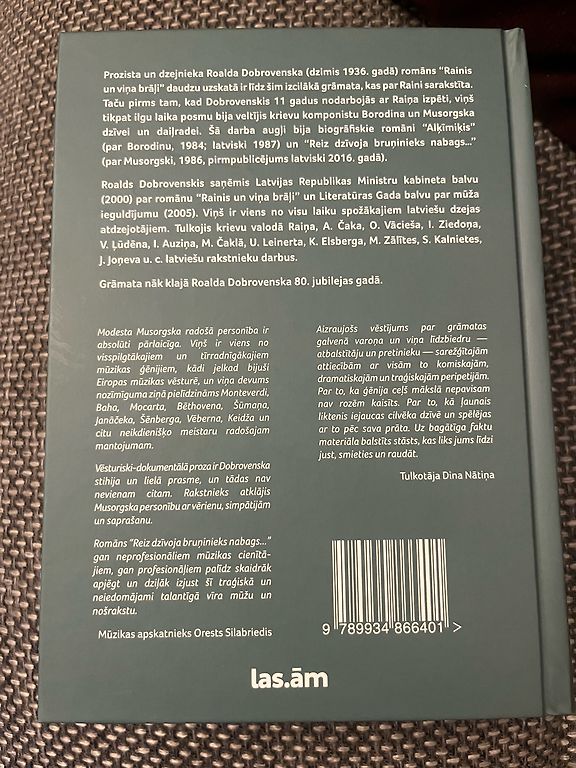 Prozista un dzejnieka Roalda Dobrovenska (dzimis 1936. gadā) romāns “Rainis
un viņa brāļi” daudzu uzskatā ir līdz šim izcilākā grāmata, kas par Raini sarakstīta.
Taču pirms tam, kad Dobrovenskis 11 gadus nodarbojās ar Raiņa izpēti, viņš
tikpat ilgu laika posmu bija veltījis krievu komponistu Borodina un Musorgska
dzīvei un daiļradei. Šā darba augļi bija biogrāfiskie romāni “Alķīmiķis”
(par Borodinu, 1984; latviski 1987) un “Reiz dzīvoja bruņinieks nabags...”
(par Musorgski, 1986, pirmpublicējums latviski 2016. gadā).
Roalds Dobrovenskis saņēmis Latvijas Republikas Ministru kabineta balvu
(2000) par romānu “Rainis un viņa brāļi” un Literatūras Gada balvu par mūža
ieguldījumu (2005). Viņš ir viens no visu laiku spožākajiem latviešu dzejas
atdzejotājiem. Tulkojis krievu valodā Raiņa, A. Čaka, O. Vācieša, I. Ziedoņa,
V. Ļūdēna, I. Auziņa, M. Čaklā, U. Leinerta, K. Elsberga, M. Zālītes, S. Kalnietes,
J. Joņeva u. c. latviešu rakstnieku darbus.
Grāmata nāk klajā Roalda Dobrovenska 80. jubilejas gadā.
Modesta Musorgska radošā personība ir
absolūti pārlaicīga. Viņš ir viens no
visspilgtākajiem un tīrradnīgākajiem
mūzikas ģēnijiem, kādi jelkad bijuši
Eiropas mūzikas vēsturē, un viņa devums
nozīmīguma ziņā pielīdzināms Monteverdi,
Baha, Mocarta, Bēthovena, Šūmaņa,
Janāčeka, Šēnberga, Vēberna, Keidža un
citu neikdienišķo meistaru radošajam
mantojumam.
Vēsturiski-dokumentālā proza ir Dobrovenska
stihija un lielā prasme, un tādas nav
nevienam citam. Rakstnieks atklājis
Musorgska personību ar vērienu, simpātijām
un saprašanu.
Romāns “Reiz dzīvoja bruņinieks nabags...”
gan neprofesionāliem mūzikas cienītā-
jiem, gan profesionāļiem palīdz skaidrāk
apjēgt un dziļāk izjust šī traģiskā un
neiedomājami talantīgā vīra mūžu un
nošrakstu.
Mūzikas apskatnieks Orests Silabriedis
Aizraujošs vēstījums par grāmatas
galvenā varoņa un viņa līdzbiedru —
atbalstītāju un pretinieku — sarežģītajām
attiecībām ar visām to komiskajām,
dramatiskajām un traģiskajām peripetijām.
Par to, ka ģēnija ceļš mākslā nepavisam
nav rozēm kaisīts. Par to, kā Ļaunais
liktenis iejaucas cilvēka dzīvē un spēlējas
ar to pēc sava prāta. Uz bagātīga faktu
materiāla balstīts stāsts, kas liks jums līdzi
just, smieties un raudāt.
Tulkotāja Dina Nātiņa
9 789934 866401 >
las.ām